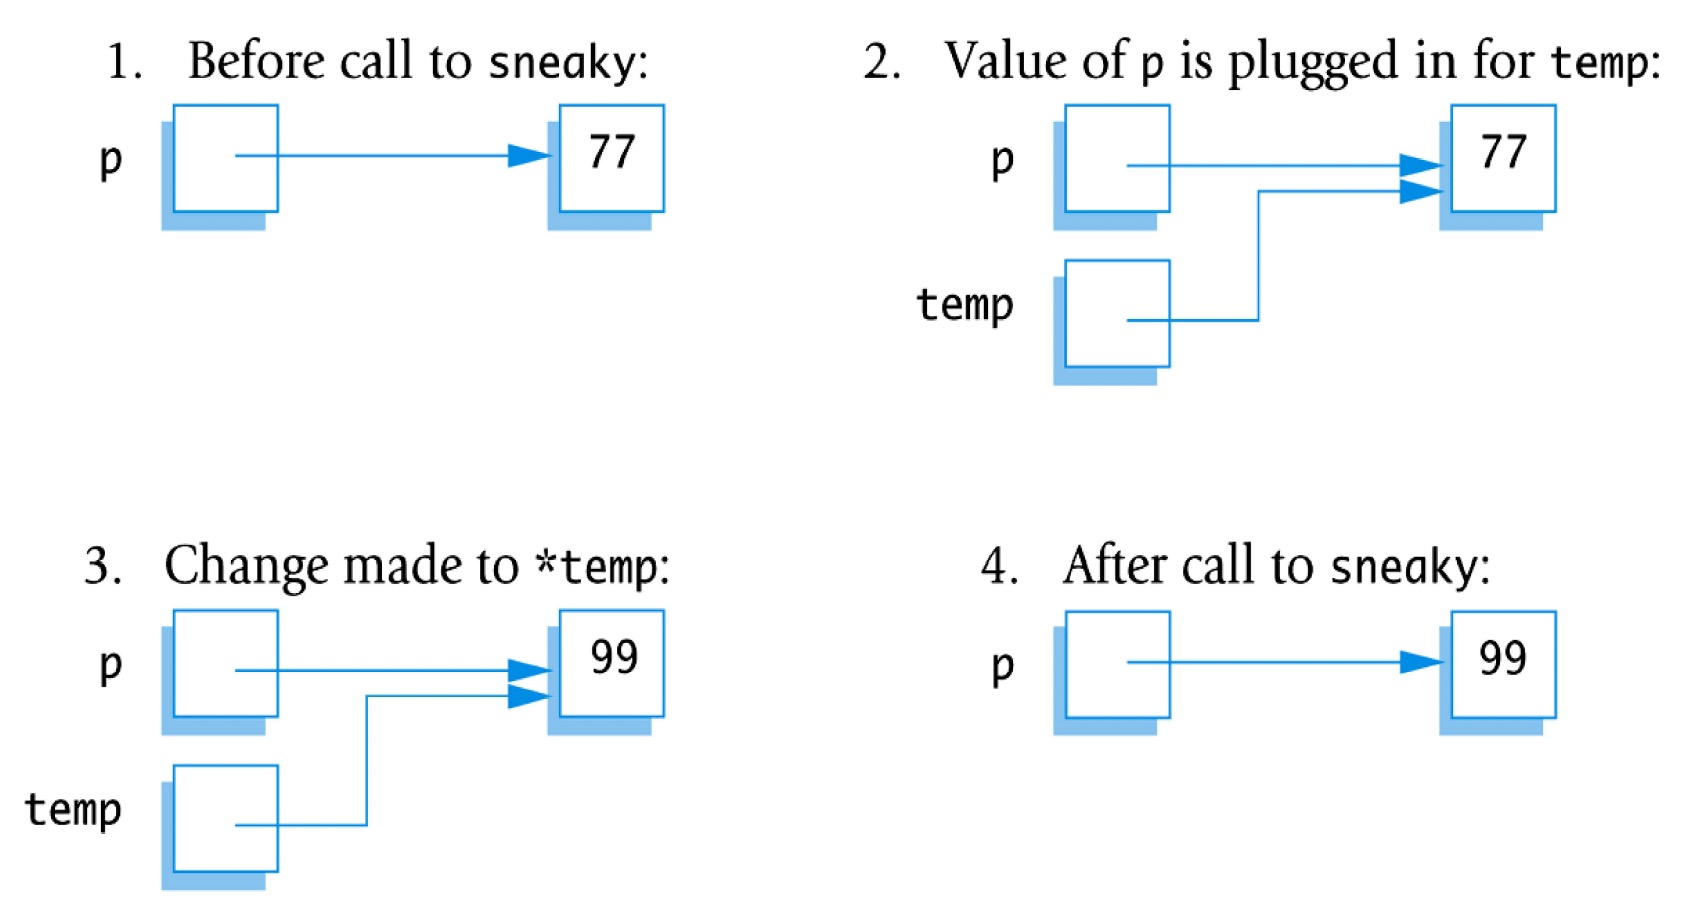 1. Before call to sneaky:
p
77
2. Value of p is plugged in for temp:
p
77
temp
3. Change made to *temp:
p
99
temp
4. After call to sneaky:
p
99